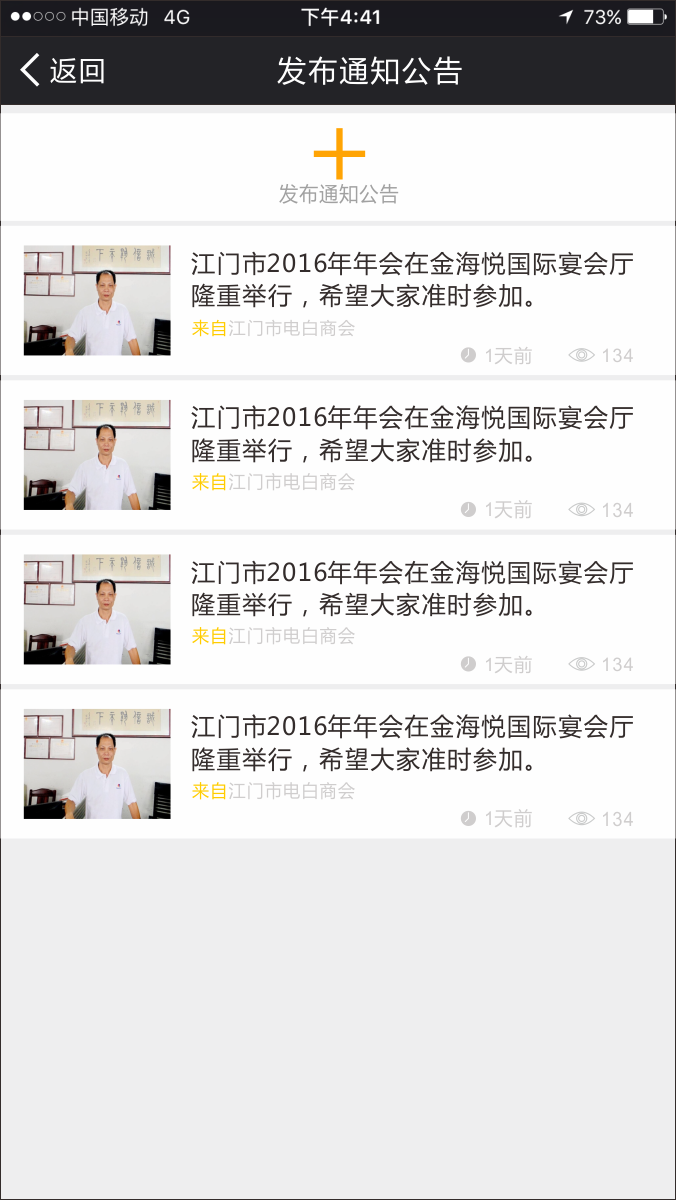 中国移动 4G 下午4:41 73%
返回 发布通知公告
发布通知公告
江门市2016年年会在金海悦国际宴会厅
隆重举行，希望大家准时参加。
来自江门市电白商会
1天前 134
江门市2016年年会在金海悦国际宴会厅
隆重举行，希望大家准时参加。
来自江门市电白商会
1天前 134
江门市2016年年会在金海悦国际宴会厅
隆重举行，希望大家准时参加。
来自江门市电白商会
1天前 134
江门市2016年年会在金海悦国际宴会厅
隆重举行，希望大家准时参加。
来自江门市电白商会
1天前 134